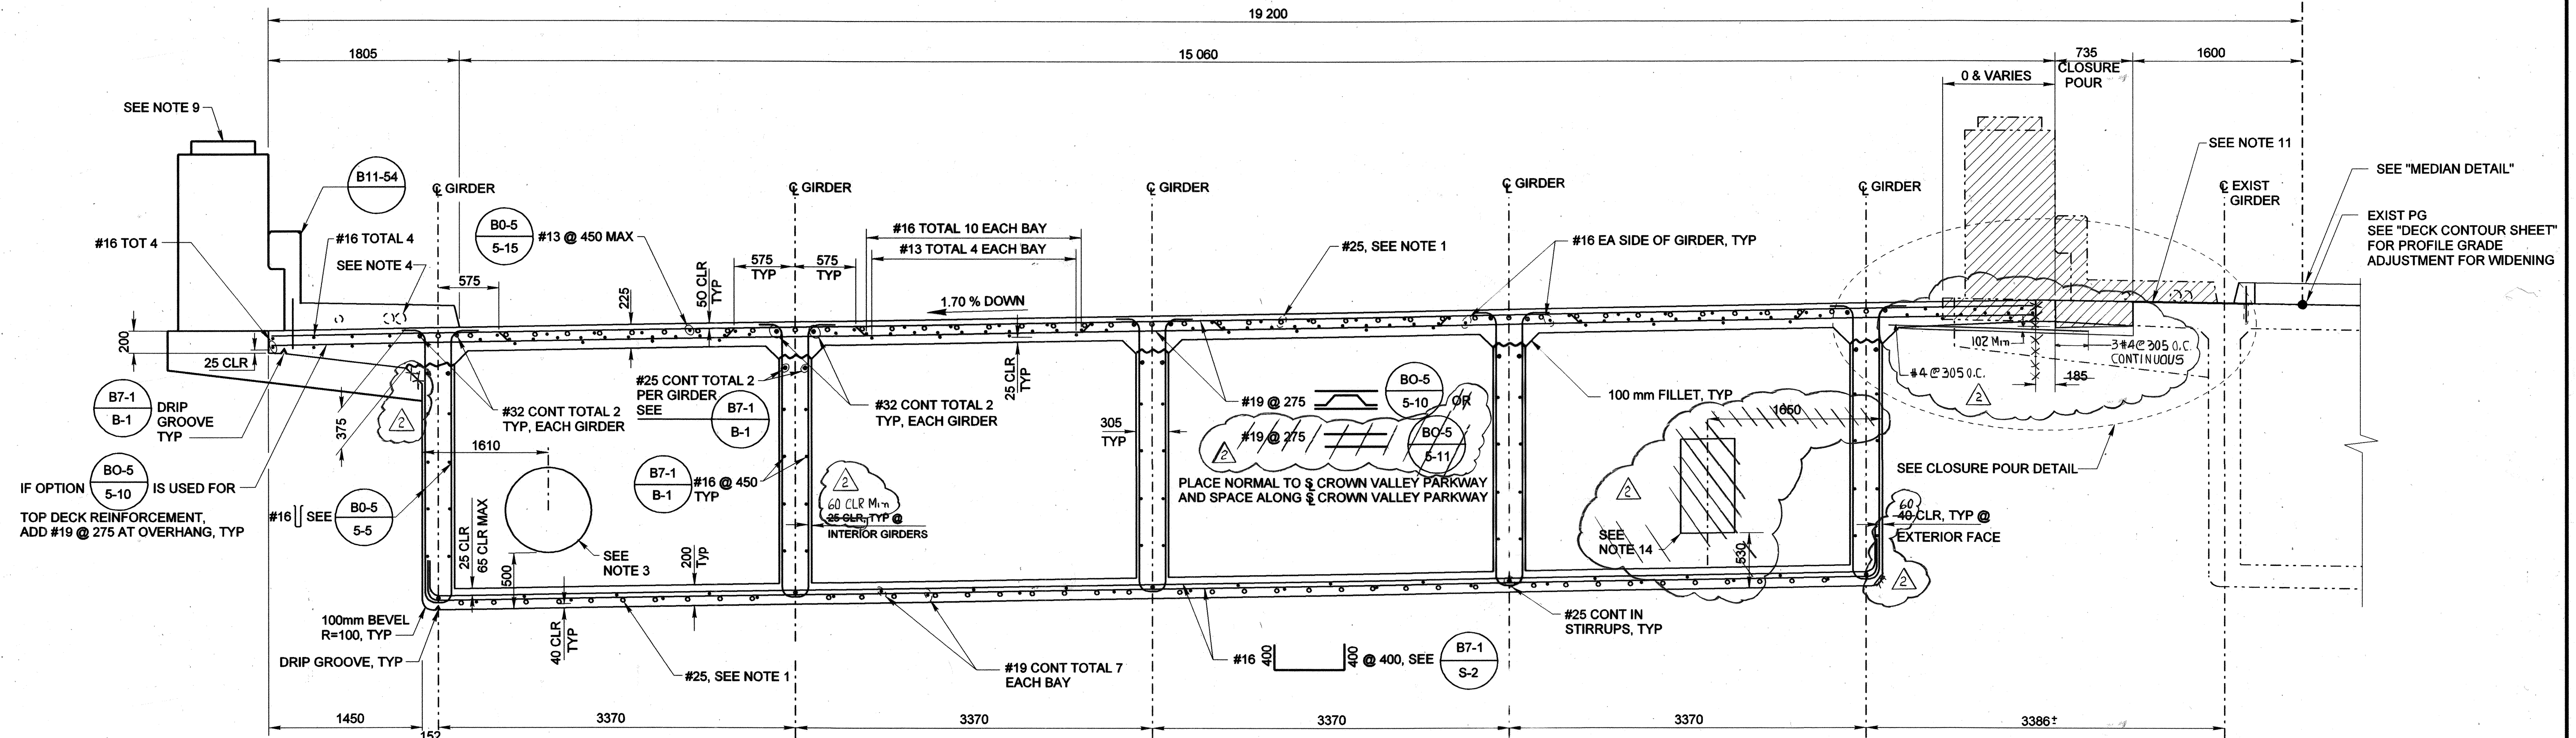 19 200
1805
15 060
735
CLOSURE
POUR
1600
0 & VARIES
SEE NOTE 9
B11-54
℄ GIRDER
℄ GIRDER
℄ GIRDER
℄ GIRDER
℄ GIRDER
℄ EXIST
GIRDER
SEE NOTE 11
SEE "MEDIAN DETAIL"
EXIST PG
SEE "DECK CONTOUR SHEET"
FOR PROFILE GRADE
ADJUSTMENT FOR WIDENING
#16 TOT 4
#16 TOTAL 4
SEE NOTE 4
575
B0-5
5-15
#13 @ 450 MAX
225
50 CLR
TYP
575
TYP
575
TYP
#16 TOTAL 10 EACH BAY
#13 TOTAL 4 EACH BAY
1.70 % DOWN
#25, SEE NOTE 1
#16 EA SIDE OF GIRDER, TYP
200
25 CLR
B7-1
B-1
DRIP
GROOVE
TYP
375
2
#32 CONT TOTAL 2
TYP, EACH GIRDER
#25 CONT TOTAL 2
PER GIRDER
SEE
B7-1
B-1
#32 CONT TOTAL 2
TYP, EACH GIRDER
25 CLR
TYP
305
TYP
#19 @ 275
BO-5
5-10
OR
#19 @ 275
BO-5
5-11
2
PLACE NORMAL TO ℄ CROWN VALLEY PARKWAY
AND SPACE ALONG ℄ CROWN VALLEY PARKWAY
100 mm FILLET, TYP
1650
102 Min
3#4@305 O.C.
CONTINUOUS
#4@305 O.C.
185
2
SEE CLOSURE POUR DETAIL
IF OPTION
BO-5
5-10
IS USED FOR
TOP DECK REINFORCEMENT,
ADD #19 @ 275 AT OVERHANG, TYP
1610
#16
SEE
B0-5
5-5
B7-1
B-1
#16 @ 450
TYP
2
60 CLR Min
25 CLR, TYP @
INTERIOR GIRDERS
25 CLR
65 CLR MAX
500
SEE
NOTE 3
200
TYP
2
SEE
NOTE 14
530
60
40 CLR, TYP @
EXTERIOR FACE
2
100mm BEVEL
R=100, TYP
DRIP GROOVE, TYP
40 CLR
TYP
#25, SEE NOTE 1
#19 CONT TOTAL 7
EACH BAY
#16
400
400
@ 400, SEE
B7-1
S-2
#25 CONT IN
STIRRUPS, TYP
1450
152
3370
3370
3370
3370
3386±